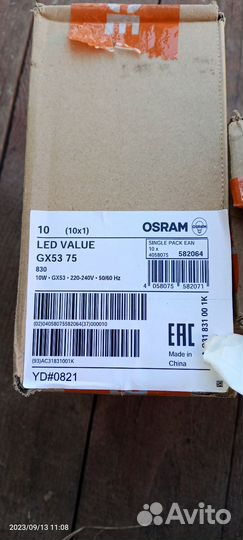 10 (10x1)
LED VALUE
GX53 75
830
10W • GX53 • 220-240V • 50/60 Hz
OSRAM
SINGLE PACK EAN
10 x
4058075 582064
4 058075 582071
(02)04058075582064(37)000010
(93)AC31831001K
EAC
Made in
China
YD#0821
2023/09/13 11:08
Avito